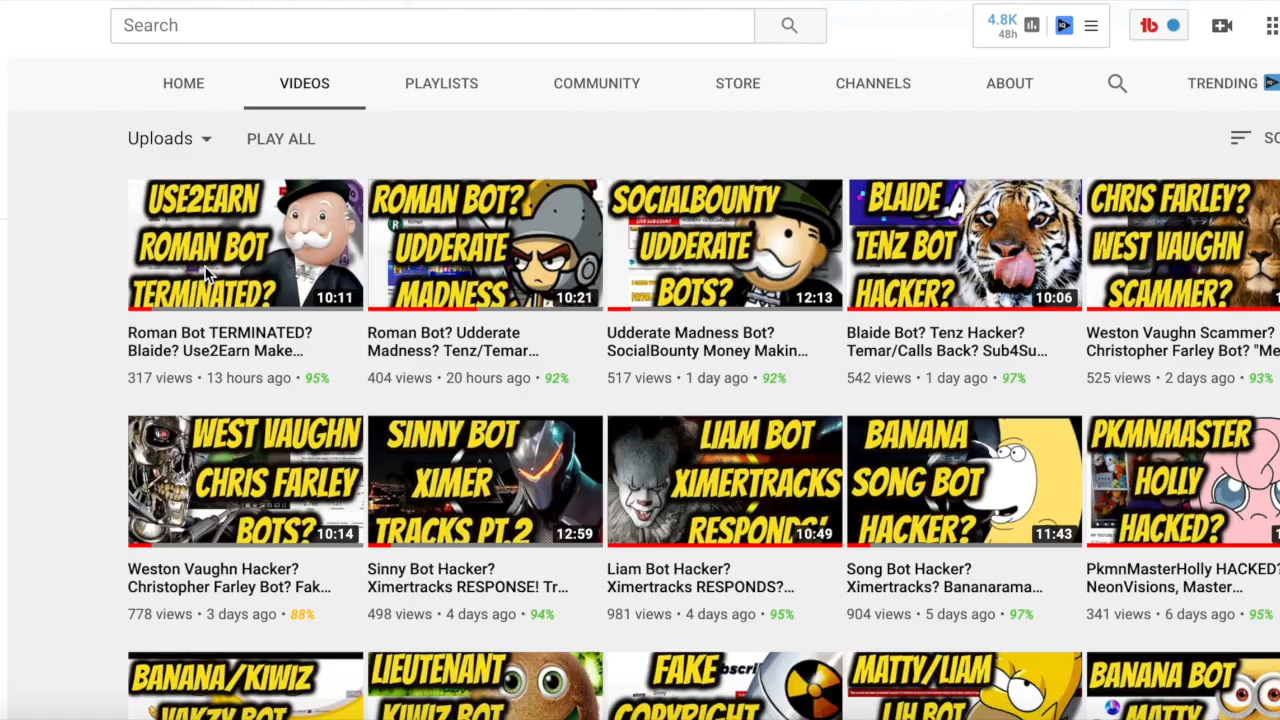 Search
4.8K
48h
HOME
VIDEOS
PLAYLISTS
COMMUNITY
STORE
CHANNELS
ABOUT
TRENDING
Uploads
PLAY ALL
USE2EARN
ROMAN BOT
TERMINATED?
10:11
ROMAN BOT?
UDDERATE
MADNESS
10:21
SOCIALBOUNTY
UDDERATE
BOTS?
12:13
BLAIDE
TENZ BOT
HACKER?
10:06
CHRIS FARLEY?
WEST VAUGHN
SCAMMER?
Roman Bot TERMINATED?
Blaide? Use2Earn Make...
317 views • 13 hours ago • 95%
Roman Bot? Udderate
Madness? Tenz/Temar...
404 views • 20 hours ago • 92%
Udderate Madness Bot?
SocialBounty Money Makin...
517 views • 1 day ago • 92%
Blaide Bot? Tenz Hacker?
Temar/Calls Back? Sub4Su...
542 views • 1 day ago • 97%
Weston Vaughn Scammer?
Christopher Farley Bot? "Me
525 views • 2 days ago • 93%
WEST VAUGHN
CHRIS FARLEY
BOTS?
10:14
SINNY BOT
XIMER
TRACKS PT.2
12:59
LIAM BOT
XIMERTRACKS
RESPOND?!
10:49
BANANA
SONG BOT
HACKER?
11:43
PKMNMASTER
HOLLY
HACKED?
Weston Vaughn Hacker?
Christopher Farley Bot? Fak...
778 views • 3 days ago • 88%
Sinny Bot Hacker?
Ximertracks RESPONSE! Tr...
498 views • 4 days ago • 94%
Liam Bot Hacker?
Ximertracks RESPONDS?...
981 views • 4 days ago • 95%
Song Bot Hacker?
Ximertracks? Bananarama...
904 views • 5 days ago • 97%
PkmnMasterHolly HACKED?
NeonVisions, Master...
341 views • 6 days ago • 95%
BANANA/KIWIZ
YAKZY BOT
LIEUTENANT
KIWIZ BOT
FAKE
COPYRIGHT
MATTY/LIAM
LIH BOT
BANANA BOT
MATTY